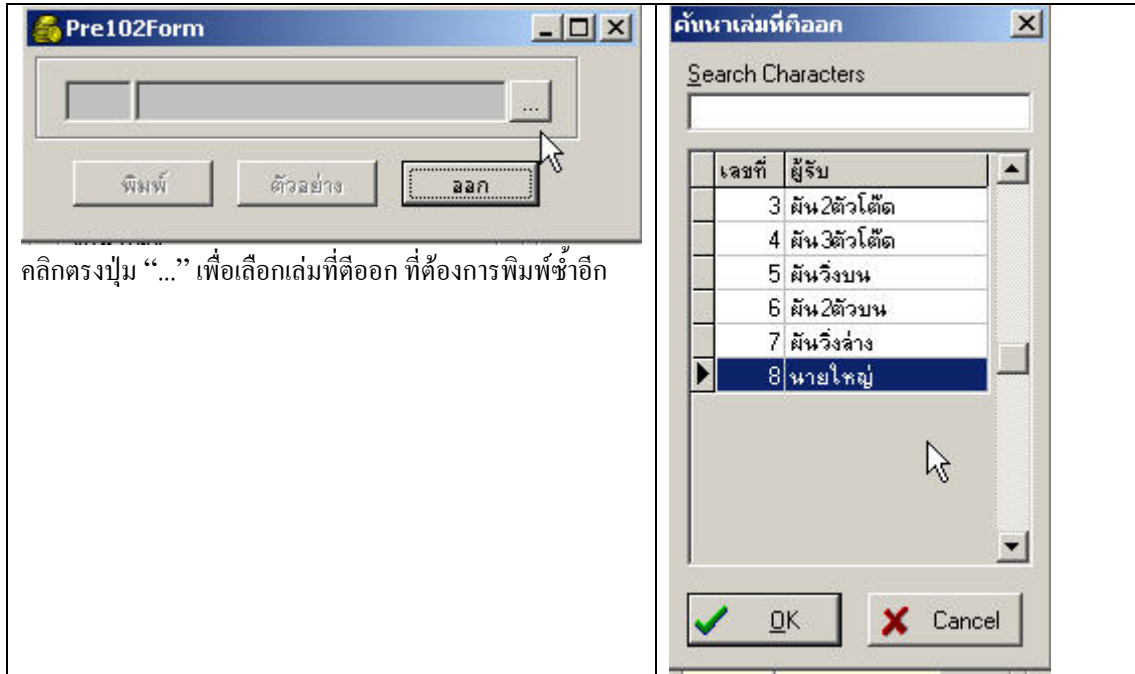 Pre102Form
...
พิมพ์ ตัวอย่าง ออก
คลิกตรงปุ่ม “...” เพื่อเลือกเล่มที่ตีออก ที่ต้องการพิมพ์ซ้ำอีก
ค้นหาเล่มที่ตีออก
Search Characters
เลขที่ ผู้รับ
3 ผัน2ตัวโต๊ด
4 ผัน3ตัวโต๊ด
5 ผันวิ่งบน
6 ผัน2ตัวบน
7 ผันวิ่งล่าง
8 นายใหญ่
OK Cancel